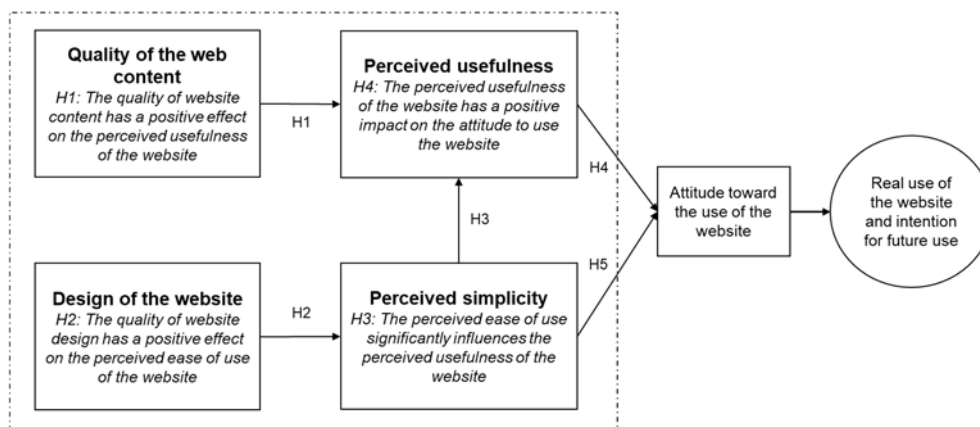 Quality of the web
content
H1: The quality of website
content has a positive effect
on the perceived usefulness
of the website
H1
Perceived usefulness
H4: The perceived usefulness
of the website has a positive
impact on the attitude to use
the website
H4
H3
Attitude toward
the use of the
website
Real use of
the website
and intention
for future use
Design of the website
H2: The quality of website
design has a positive effect
on the perceived ease of use
of the website
H2
Perceived simplicity
H3: The perceived ease of use
significantly influences the
perceived usefulness of the
website
H5